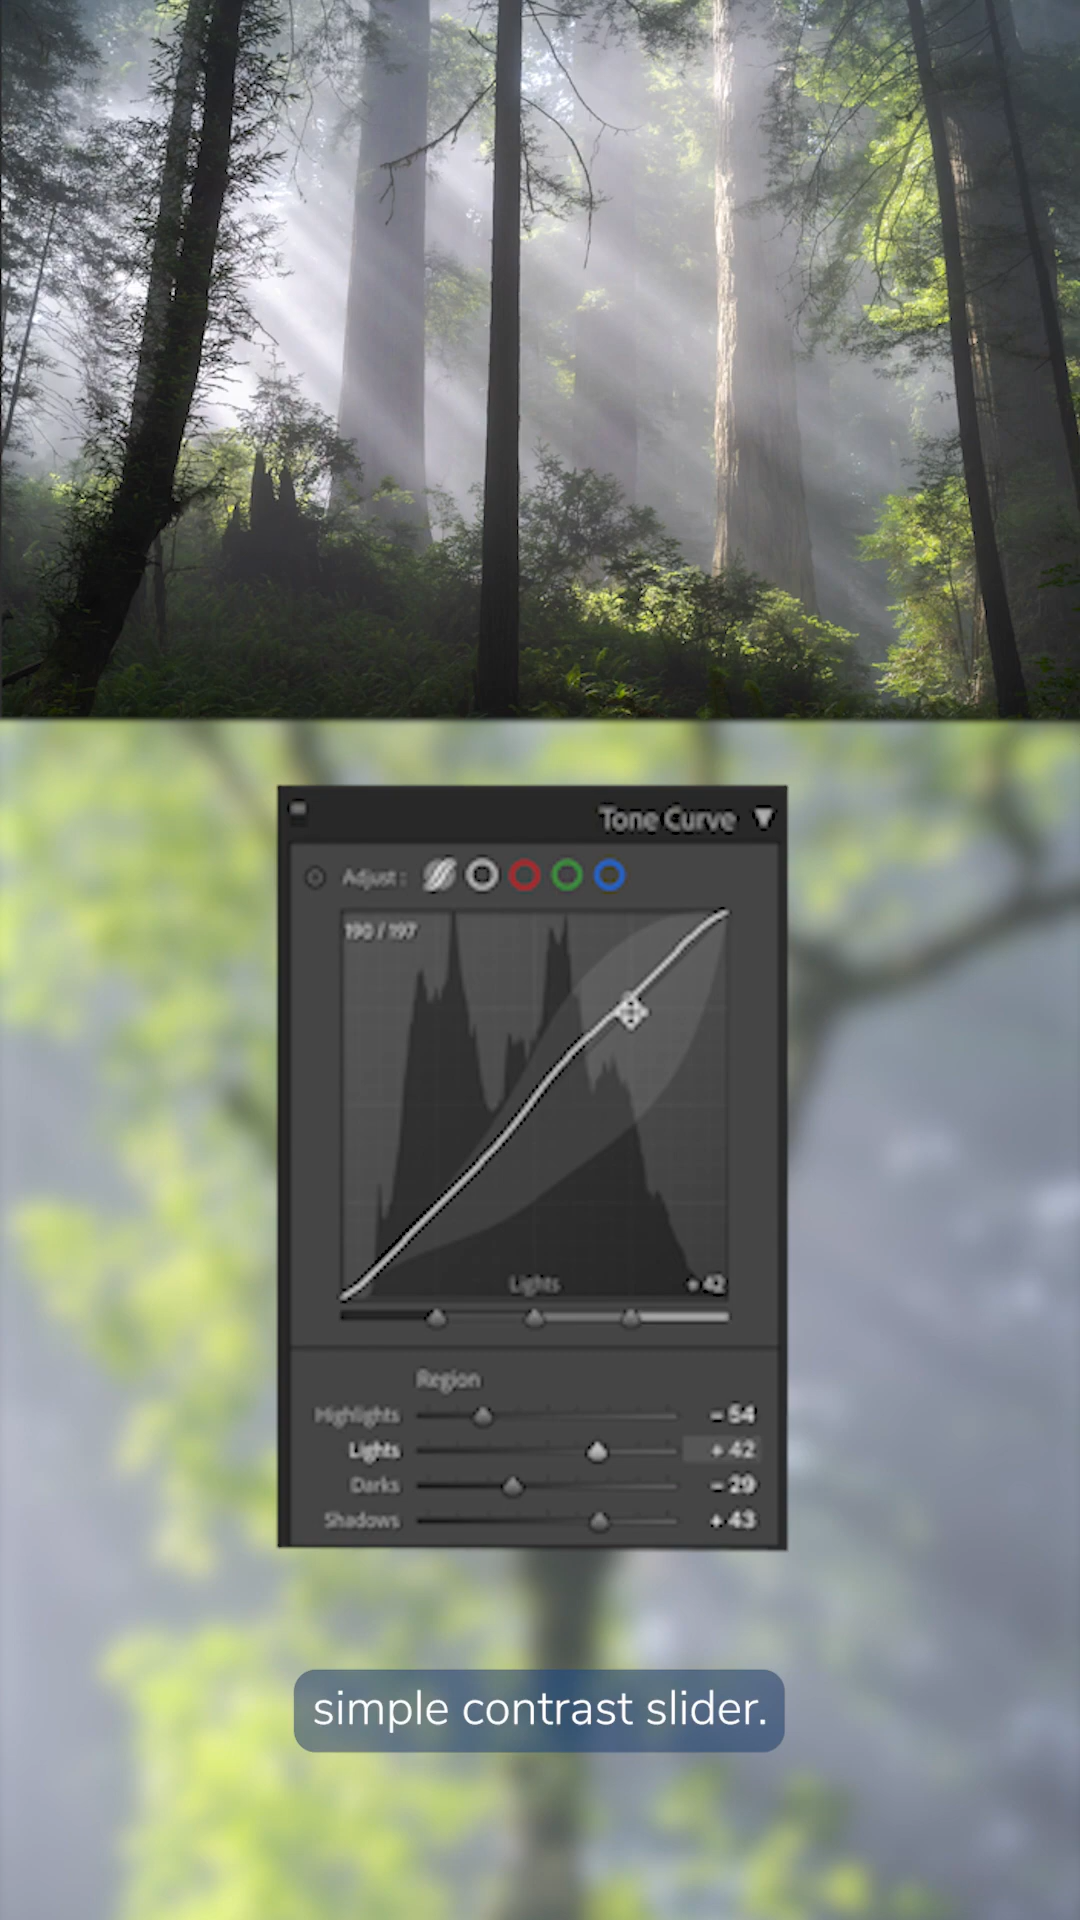 Tone Curve
Adjust :
190 / 197
Lights + 42
Region
Highlights - 54
Lights + 42
Darks - 29
Shadows + 43
simple contrast slider.